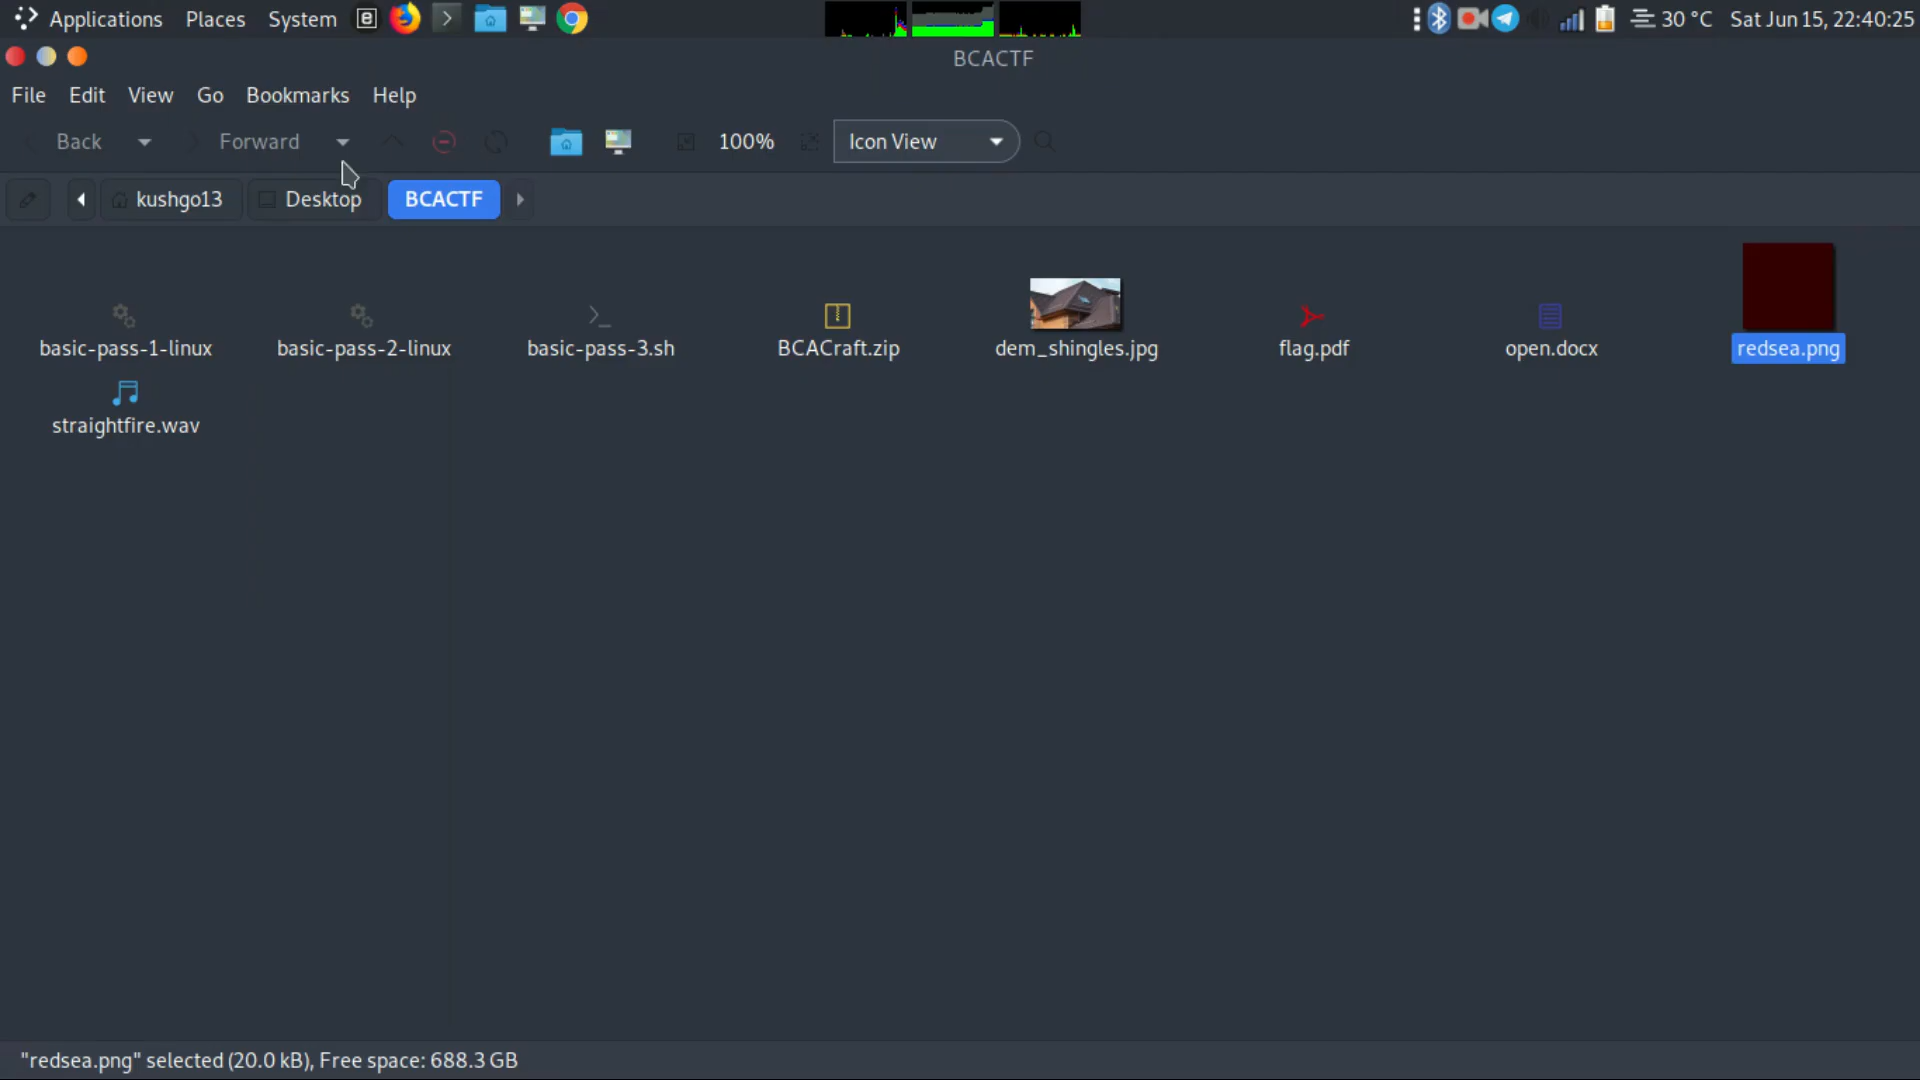 Applications Places System 30 °C Sat Jun 15, 22:40:25
BCACTF
File Edit View Go Bookmarks Help
Back Forward 100% Icon View
kushgo13 Desktop BCACTF
basic-pass-1-linux basic-pass-2-linux basic-pass-3.sh BCACraft.zip dem_shingles.jpg flag.pdf open.docx redsea.png
straightfire.wav
"redsea.png" selected (20.0 kB), Free space: 688.3 GB